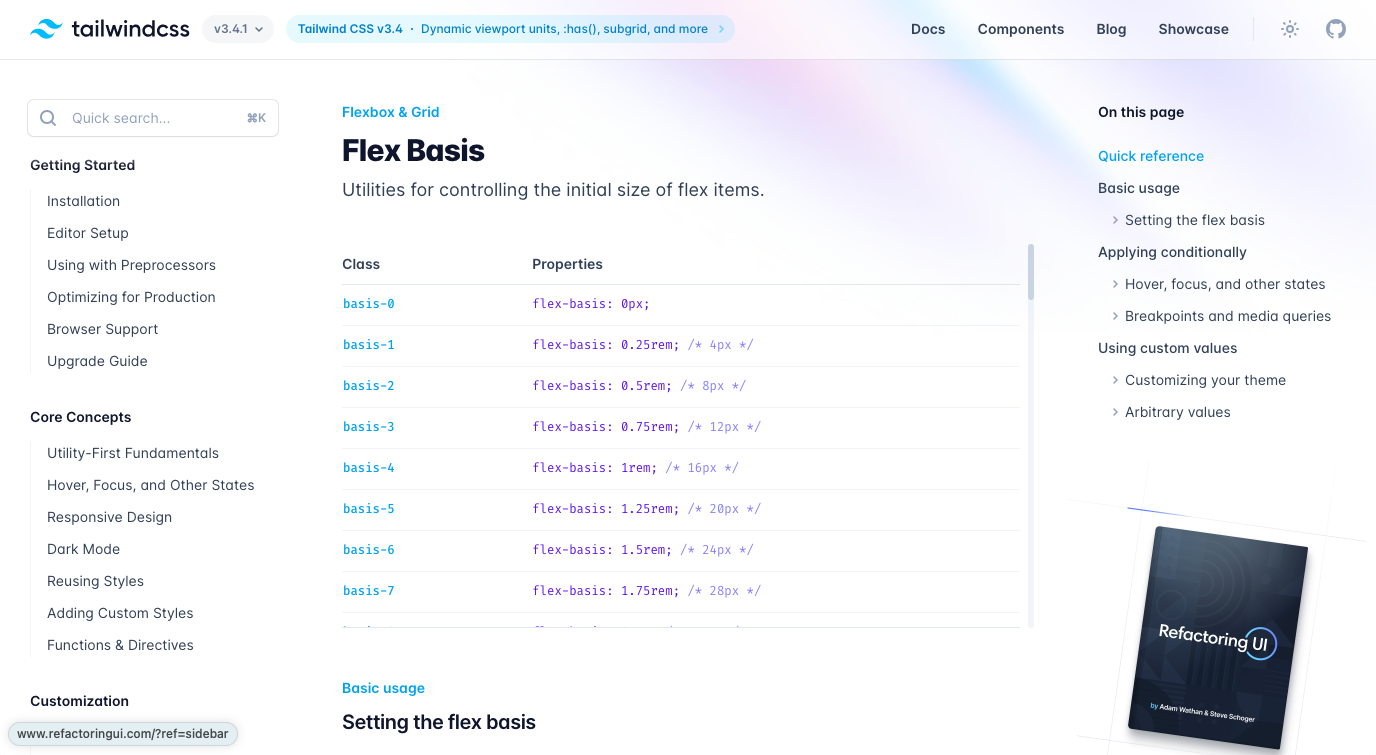 tailwindcss
v3.4.1
Tailwind CSS v3.4 · Dynamic viewport units, :has(), subgrid, and more
Docs
Components
Blog
Showcase
Quick search...
⌘K
Getting Started
Installation
Editor Setup
Using with Preprocessors
Optimizing for Production
Browser Support
Upgrade Guide
Core Concepts
Utility-First Fundamentals
Hover, Focus, and Other States
Responsive Design
Dark Mode
Reusing Styles
Adding Custom Styles
Functions & Directives
Customization
www.refactoringui.com/?ref=sidebar
Flexbox & Grid
Flex Basis
Utilities for controlling the initial size of flex items.
Class Properties
basis-0 flex-basis: 0px;
basis-1 flex-basis: 0.25rem; /* 4px */
basis-2 flex-basis: 0.5rem; /* 8px */
basis-3 flex-basis: 0.75rem; /* 12px */
basis-4 flex-basis: 1rem; /* 16px */
basis-5 flex-basis: 1.25rem; /* 20px */
basis-6 flex-basis: 1.5rem; /* 24px */
basis-7 flex-basis: 1.75rem; /* 28px */
Basic usage
Setting the flex basis
On this page
Quick reference
Basic usage
Setting the flex basis
Applying conditionally
Hover, focus, and other states
Breakpoints and media queries
Using custom values
Customizing your theme
Arbitrary values
Refactoring UI
by Adam Wathan & Steve Schoger